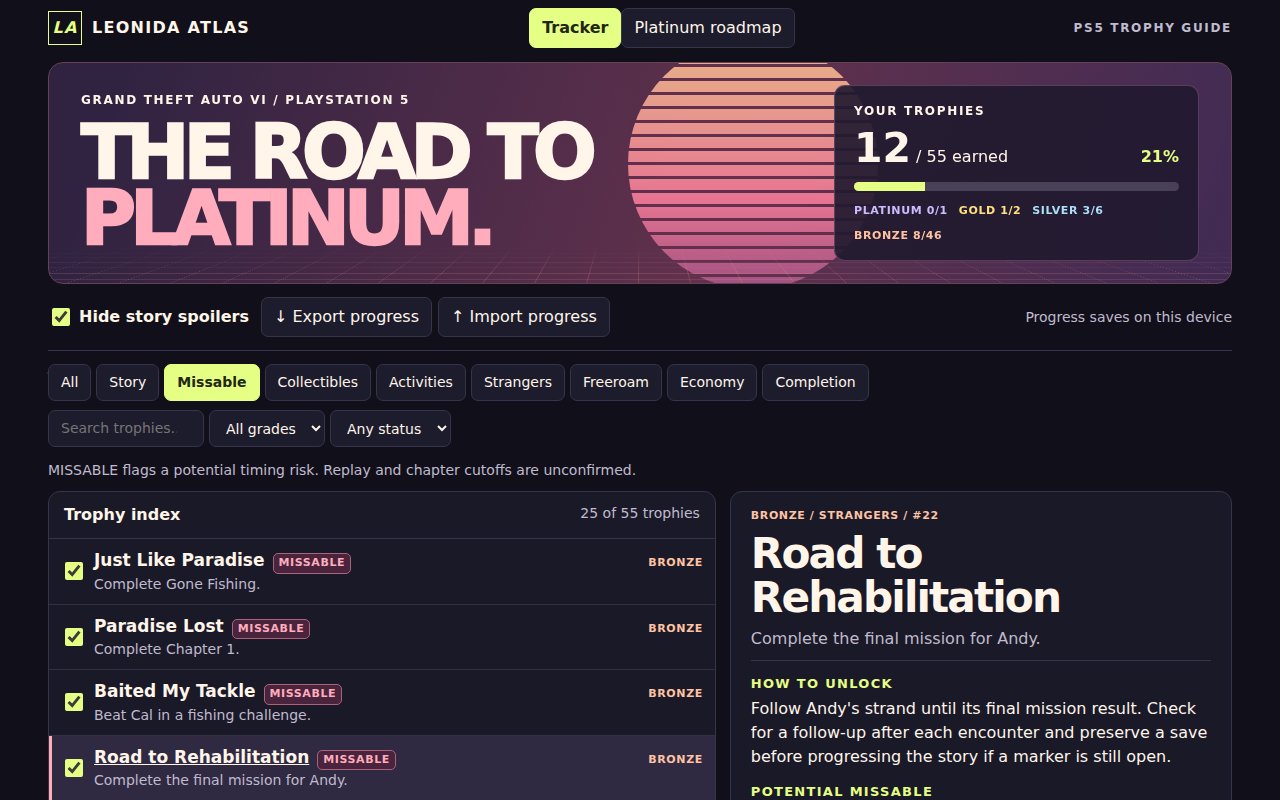 LA LEONIDA ATLAS
Tracker
Platinum roadmap
PS5 TROPHY GUIDE
GRAND THEFT AUTO VI / PLAYSTATION 5
THE ROAD TO
PLATINUM.
YOUR TROPHIES
12 / 55 earned
21%
PLATINUM 0/1 GOLD 1/2 SILVER 3/6
BRONZE 8/46
Hide story spoilers
↓ Export progress
↑ Import progress
Progress saves on this device
All
Story
Missable
Collectibles
Activities
Strangers
Freeroam
Economy
Completion
Search trophies.
All grades
Any status
MISSABLE flags a potential timing risk. Replay and chapter cutoffs are unconfirmed.
Trophy index
25 of 55 trophies
Just Like Paradise MISSABLE
BRONZE
Complete Gone Fishing.
Paradise Lost MISSABLE
BRONZE
Complete Chapter 1.
Baited My Tackle MISSABLE
BRONZE
Beat Cal in a fishing challenge.
Road to Rehabilitation MISSABLE
BRONZE
Complete the final mission for Andy.
BRONZE / STRANGERS / #22
Road to
Rehabilitation
Complete the final mission for Andy.
HOW TO UNLOCK
Follow Andy's strand until its final mission result. Check
for a follow-up after each encounter and preserve a save
before progressing the story if a marker is still open.
POTENTIAL MISSABLE